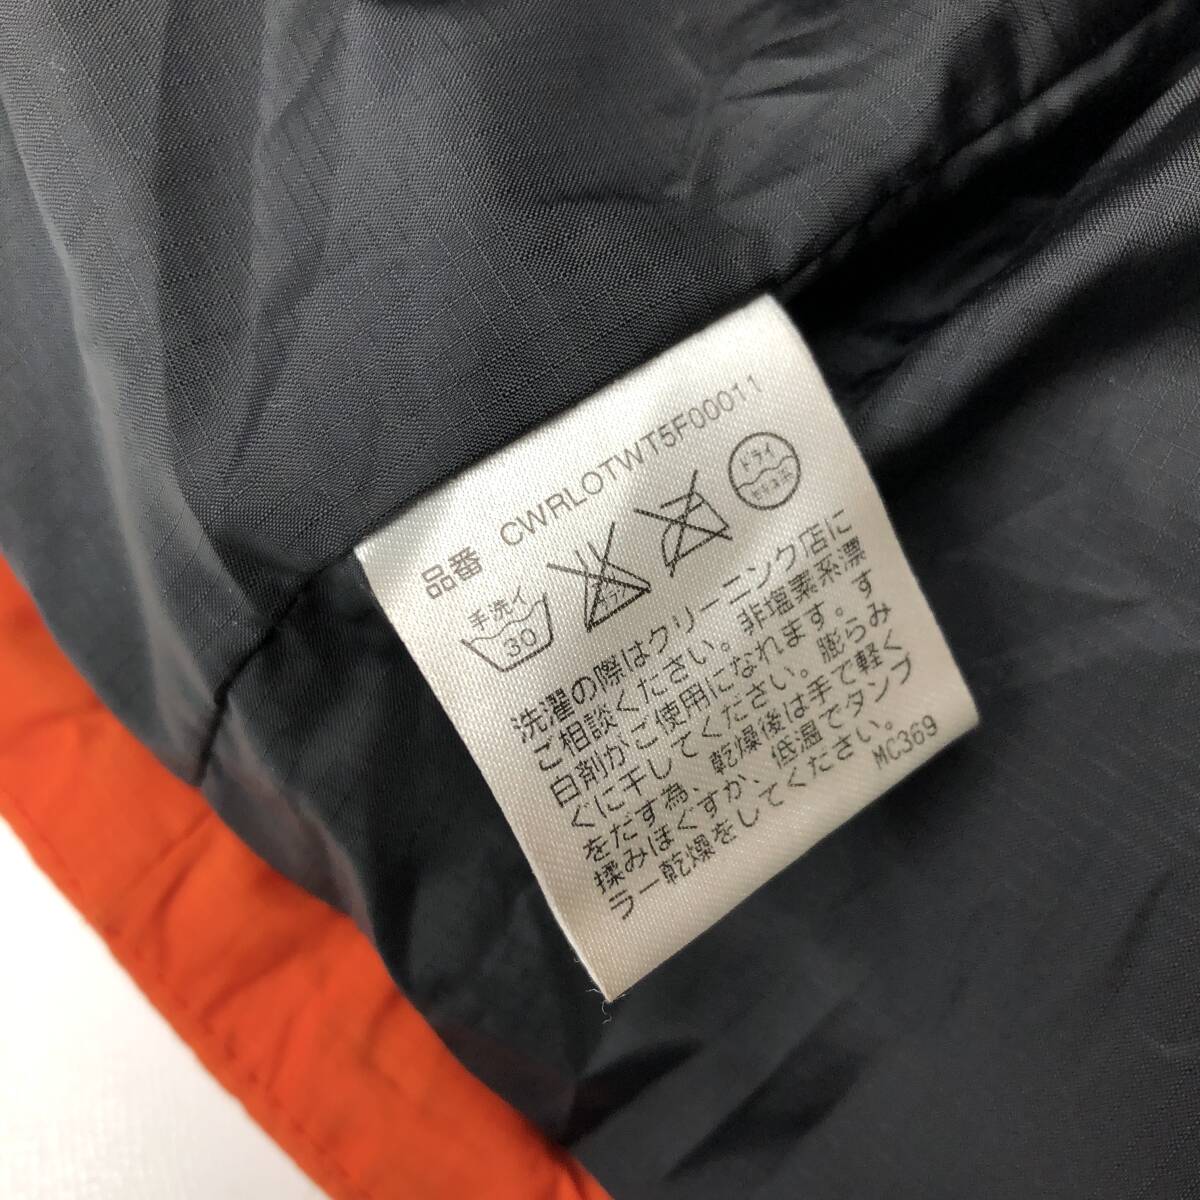 品番 CWRLOTWT5F00011
手洗イ
30
ドライ
セキユ系
洗濯の際はクリーニング店に
ご相談ください。非塩素系漂
白剤がご使用になれます。す
ぐに干してください。膨らみ
をだす為、乾燥後は手で軽く
揉みほぐすか、低温でタンブ
ラー乾燥をしてください。
MC369